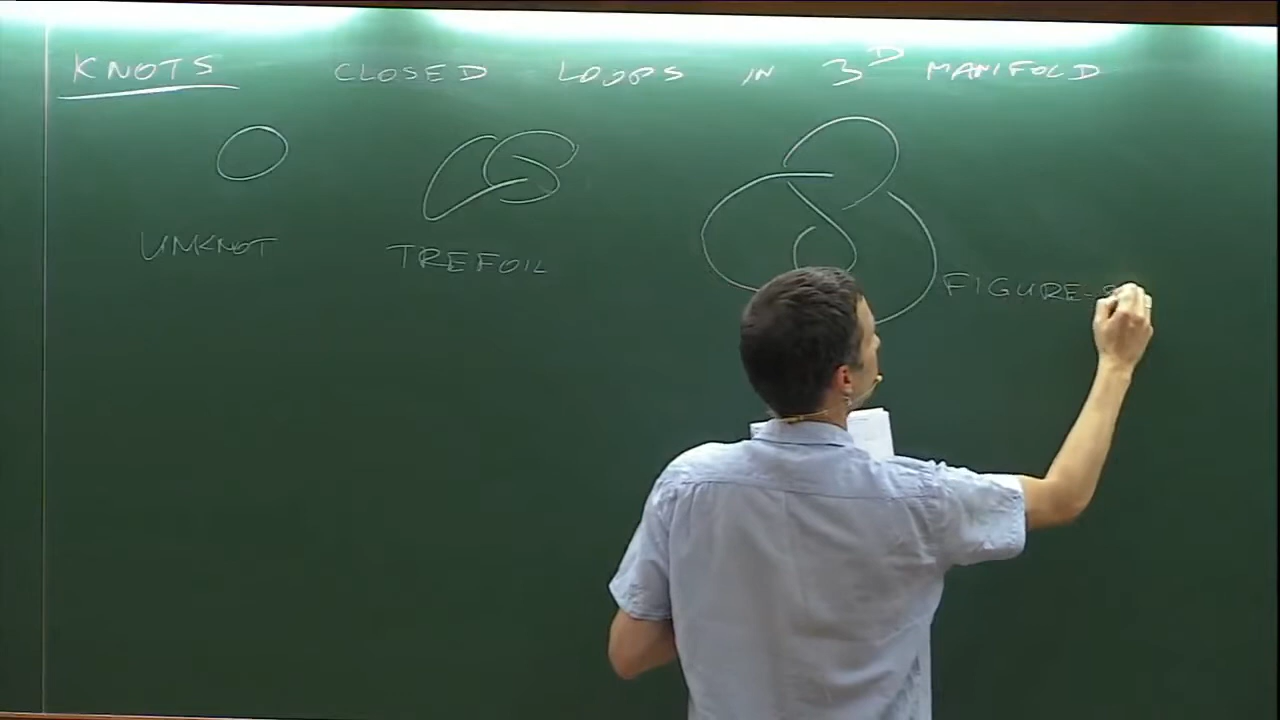 KNOTS CLOSED LOOPS IN 3D MANIFOLD
UNKNOT
TREFOIL
FIGURE-8